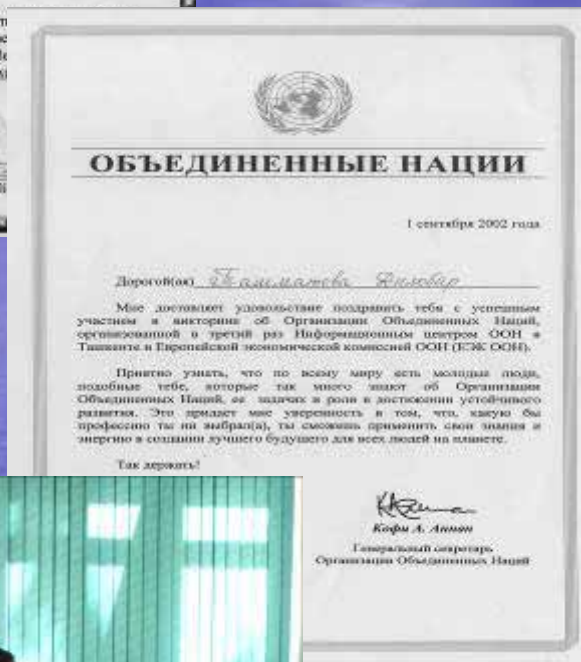 ОБЪЕДИНЕННЫЕ НАЦИИ
1 сентября 2002 года
Дорогой(ая) Ташматова Дилобар
Мне доставляет удовольствие поздравить тебя с успешным
участием в викторине об Организации Объединенных Наций,
организованной в третий раз Информационным центром ООН в
Ташкенте и Европейской экономической комиссией ООН (ЕЭК ООН).
Приятно узнать, что по всему миру есть молодые люди,
подобные тебе, которые так много знают об Организации
Объединенных Наций, ее задачах и роли в достижении устойчивого
развития. Это придает мне уверенность в том, что, какую бы
профессию ты ни выбрал(а), ты сможешь применить свои знания и
энергию в создании лучшего будущего для всех людей на планете.
Так держать!
Кофи А. Аннан
Генеральный секретарь
Организации Объединенных Наций